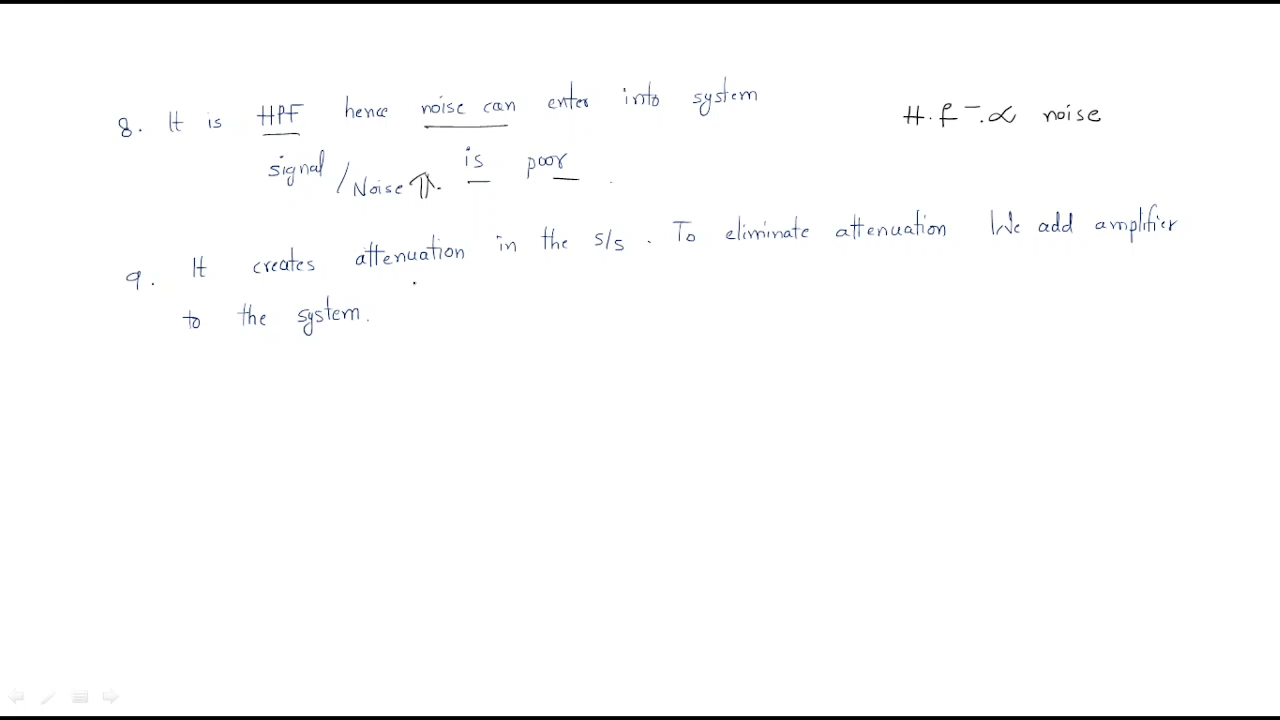 8. It is HPF hence noise can enter into system
H.f - ∝ noise
signal / Noise ⇑. is poor.
9. It creates attenuation in the s/s. To eliminate attenuation We add amplifier
to the system.